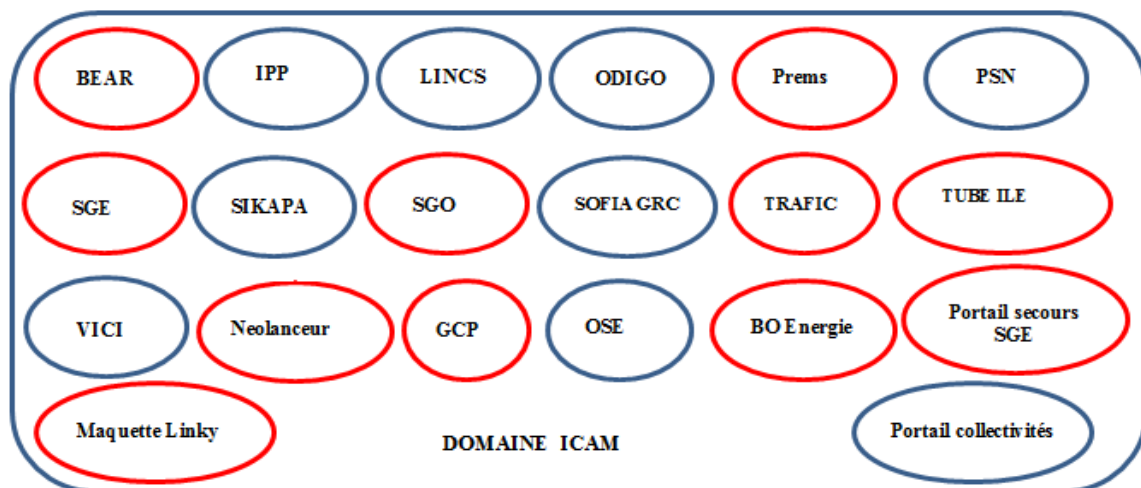 BEAR
IPP
LINCS
ODIGO
Prems
PSN
SGE
SIKAPA
SGO
SOFIA GRC
TRAFIC
TUBE ILE
VICI
Neolanceur
GCP
OSE
BO Energie
Portail secours
SGE
Maquette Linky
DOMAINE ICAM
Portail collectivités